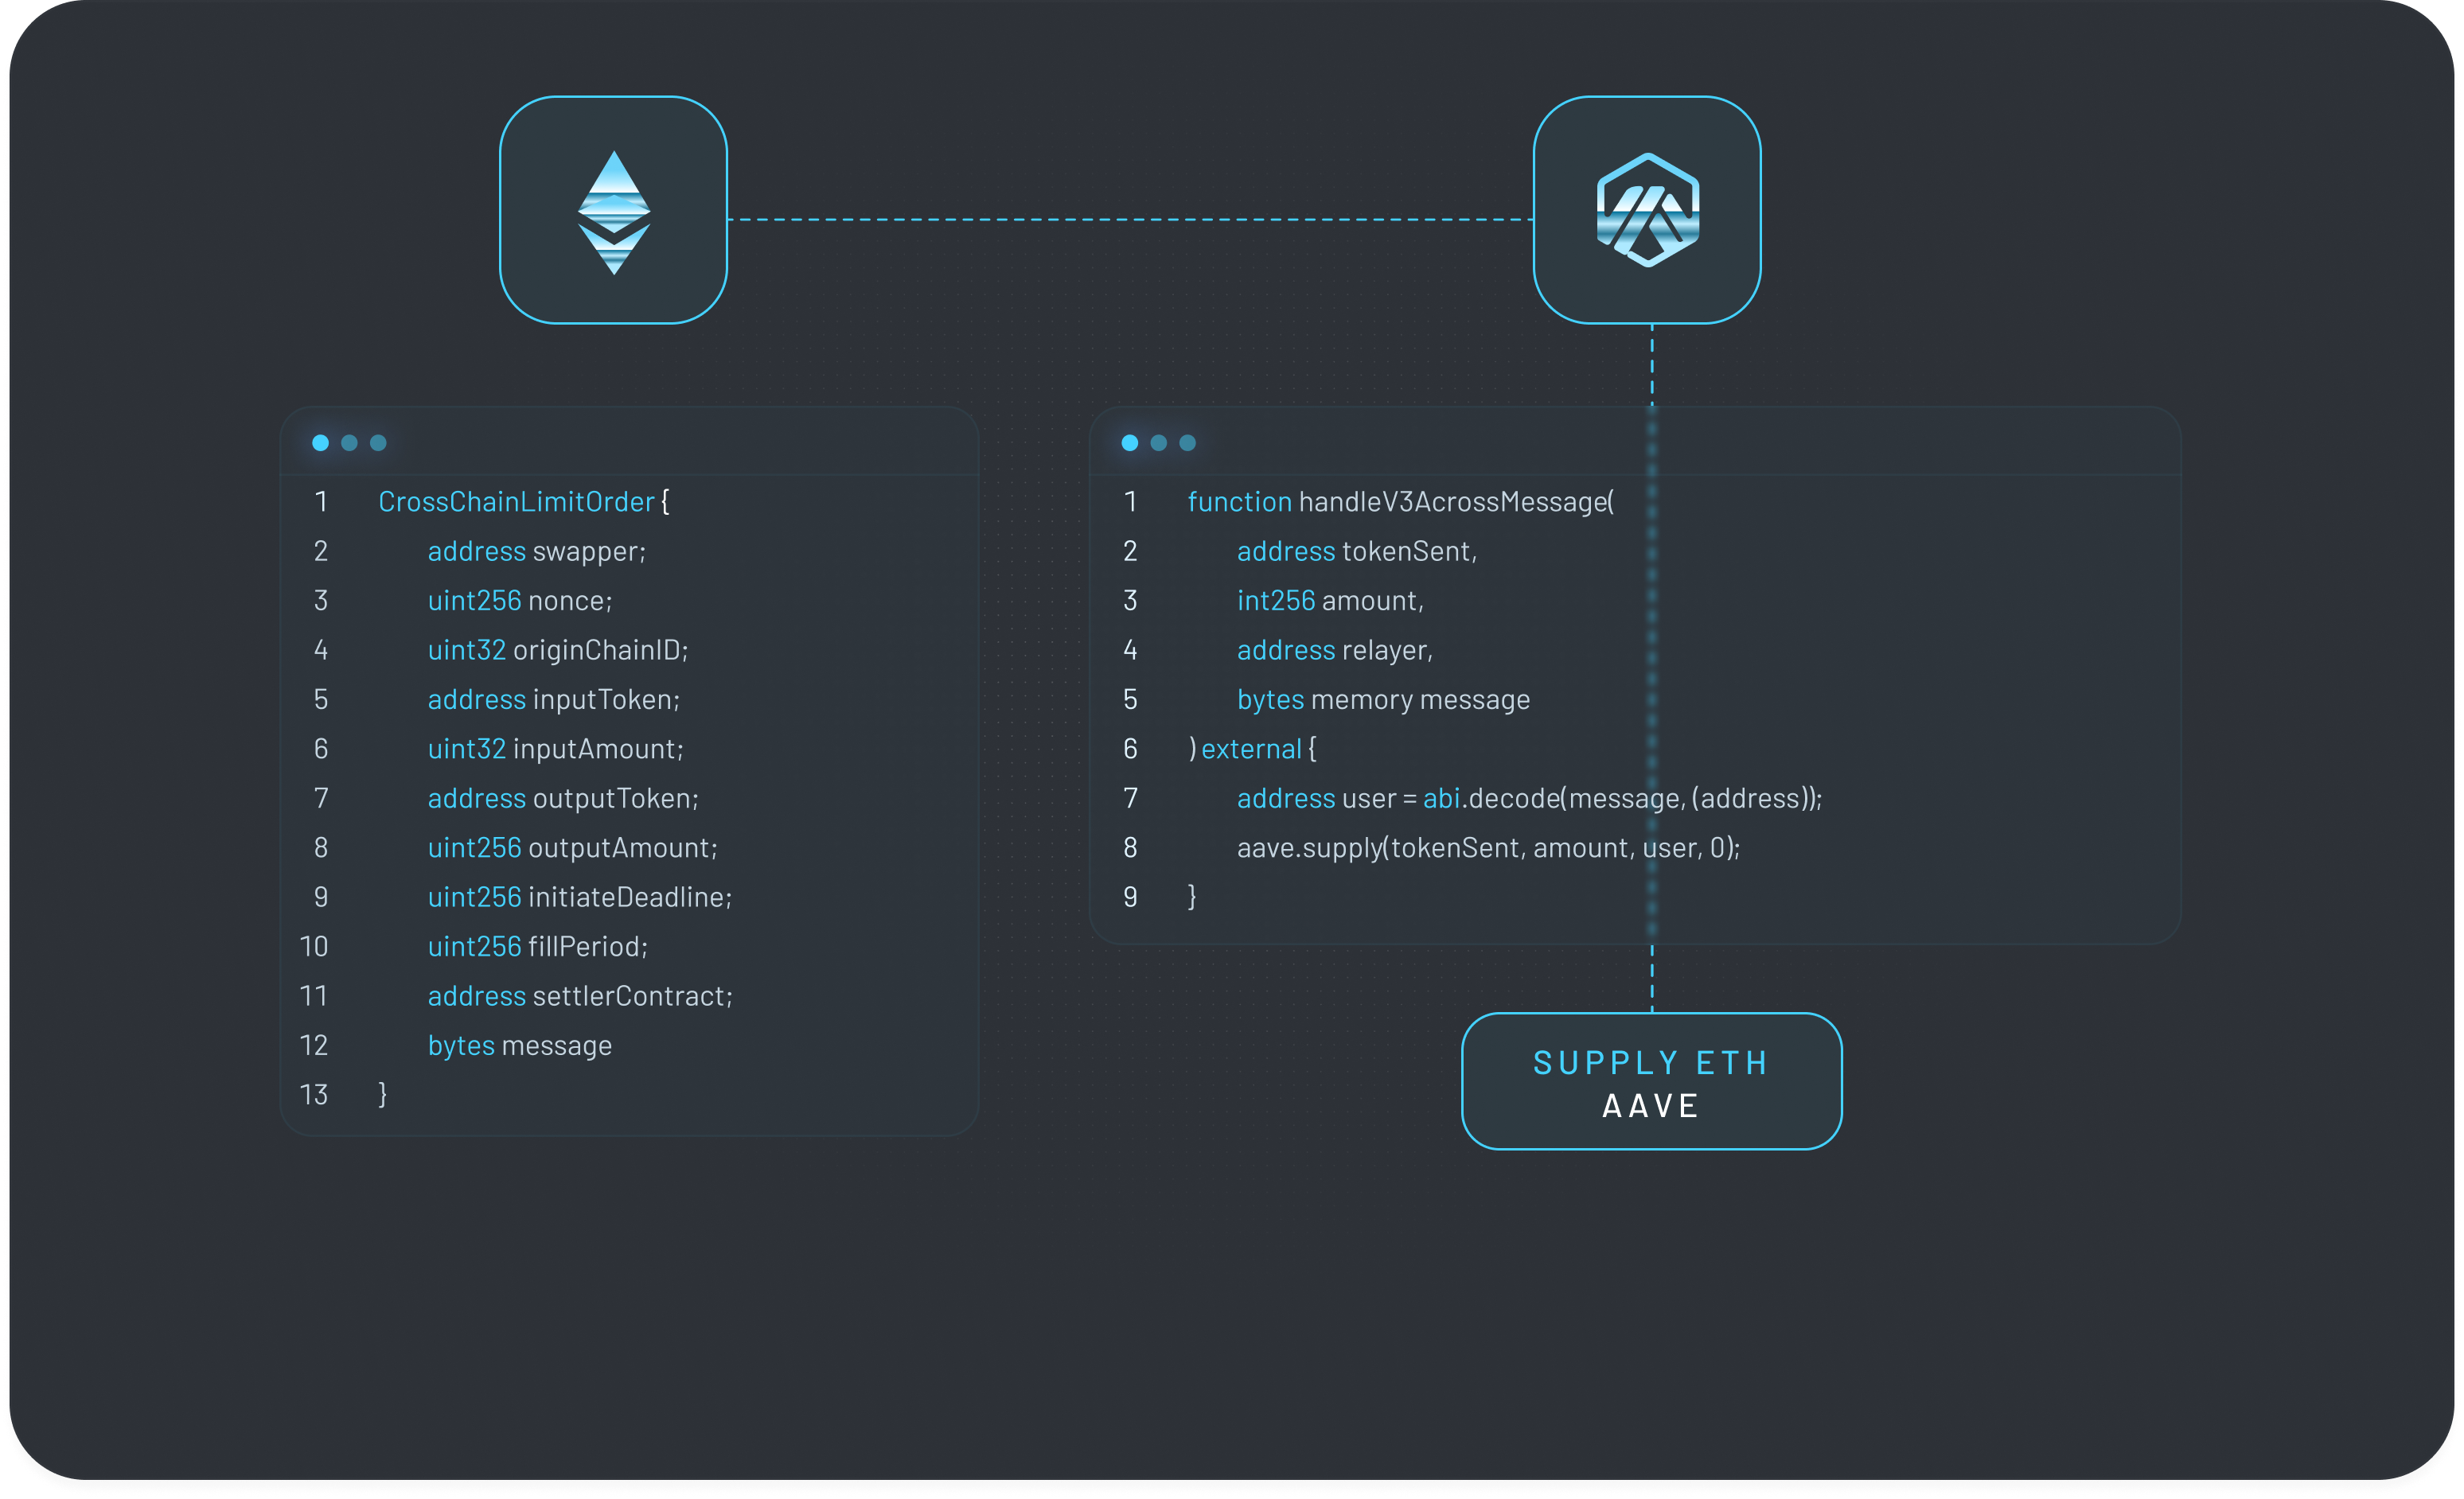 1 CrossChainLimitOrder {
2 address swapper;
3 uint256 nonce;
4 uint32 originChainID;
5 address inputToken;
6 uint32 inputAmount;
7 address outputToken;
8 uint256 outputAmount;
9 uint256 initiateDeadline;
10 uint256 fillPeriod;
11 address settlerContract;
12 bytes message
13 }
1 function handleV3AcrossMessage(
2 address tokenSent,
3 int256 amount,
4 address relayer,
5 bytes memory message
6 ) external {
7 address user = abi.decode(message, (address));
8 aave.supply(tokenSent, amount, user, 0);
9 }
SUPPLY ETH
AAVE